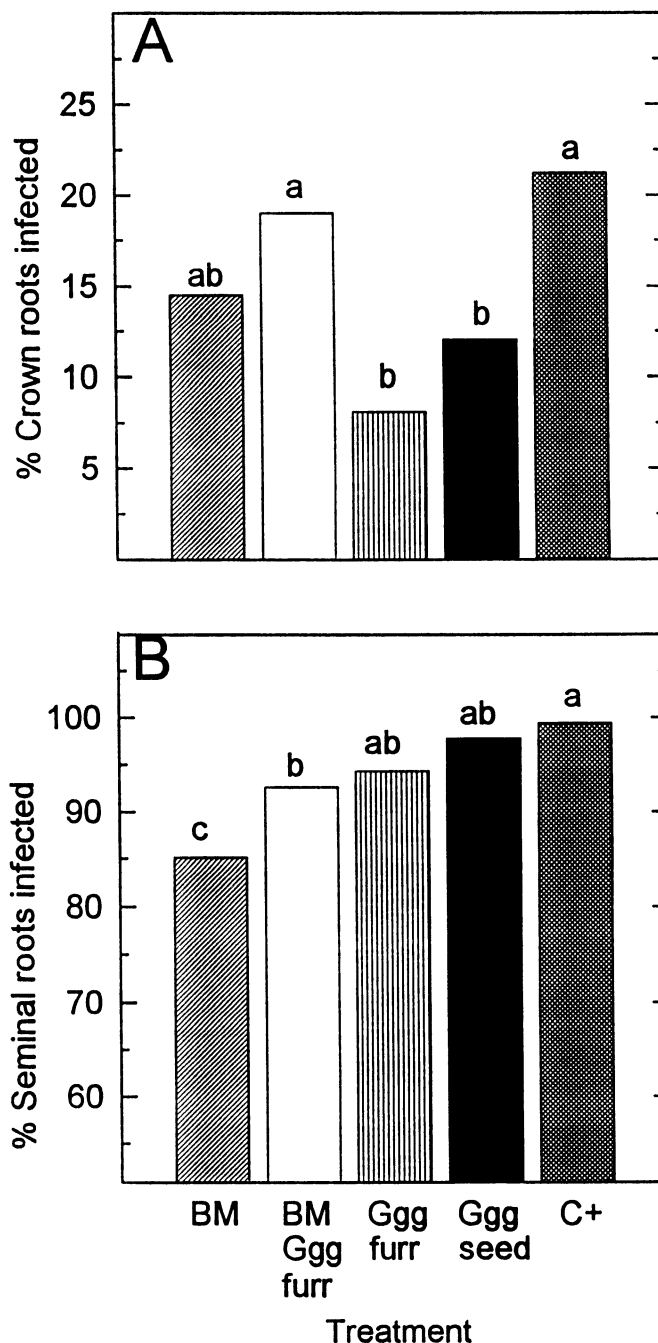 A
% Crown roots infected
25
20
15
10
5
ab
a
b
b
a
B
% Seminal roots infected
100
90
80
70
60
c
b
ab
ab
a
BM
BM
Ggg
furr
Ggg
furr
Ggg
seed
C+
Treatment